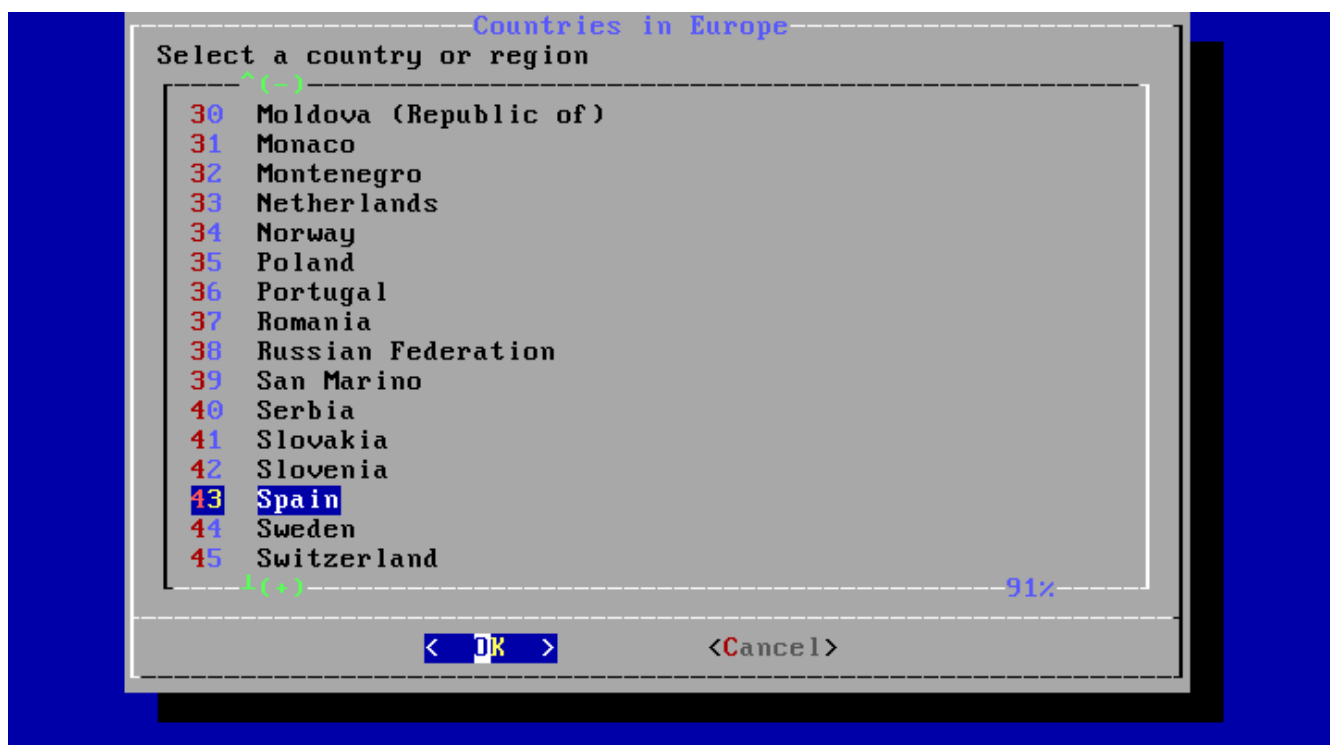 Countries in Europe
Select a country or region
^(-)
30 Moldova (Republic of)
31 Monaco
32 Montenegro
33 Netherlands
34 Norway
35 Poland
36 Portugal
37 Romania
38 Russian Federation
39 San Marino
40 Serbia
41 Slovakia
42 Slovenia
43 Spain
44 Sweden
45 Switzerland
┴(+) 91%
< OK > <Cancel>